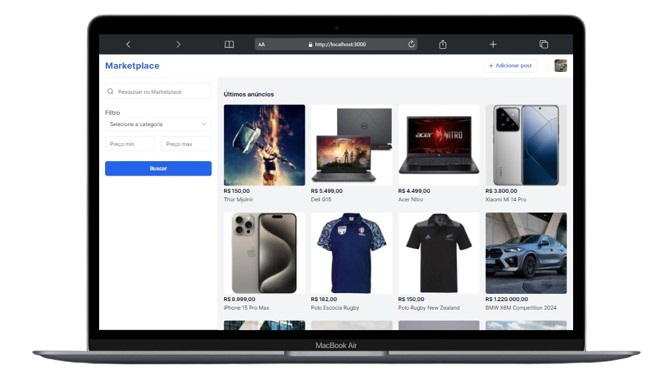 AA
http://localhost:3000
Marketplace
+ Adicionar post
Pesquisar no Marketplace
Filtro
Selecione a categoria
Preço min
Preço max
Buscar
Últimos anúncios
R$ 150,00
Thor Mjolnir
R$ 5.499,00
Dell G15
acer NITRO
R$ 4.499,00
Acer Nitro
R$ 3.800,00
Xiaomi Mi 14 Pro
R$ 8.999,00
iPhone 15 Pro Max
R$ 182,00
Polo Escocia Rugby
R$ 150,00
Polo Rugby New Zealand
R$ 1.220.000,00
BMW X6M Competition 2024
MacBook Air